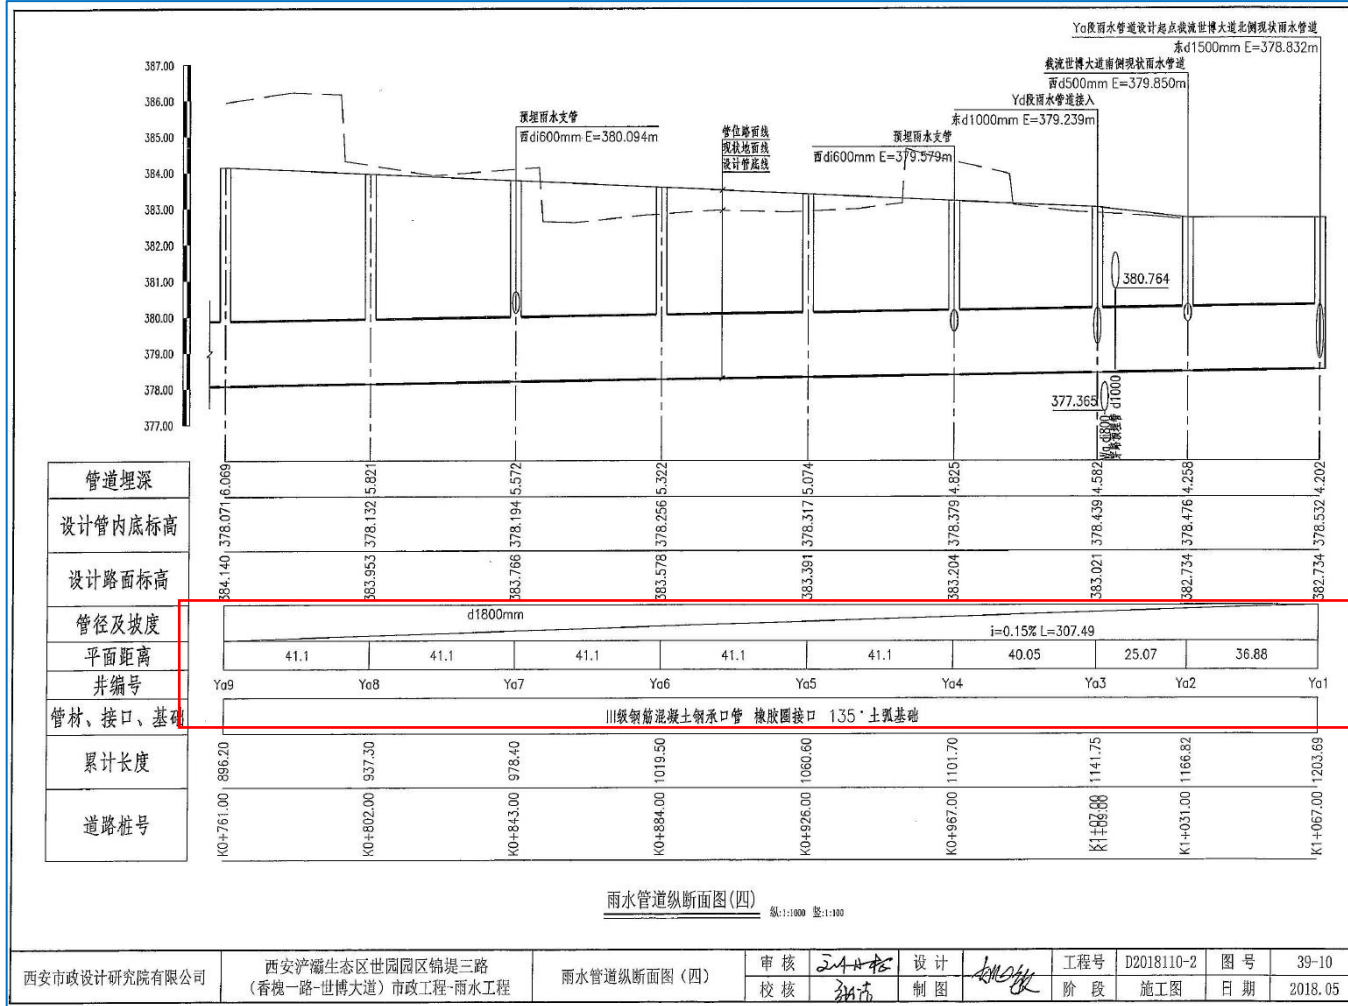 Ya段雨水管道设计起点截流世博大道北侧现状雨水管道
东d1500mm E=378.832m
截流世博大道南侧现状雨水管道
西d500mm E=379.850m
Yd段雨水管道接入
东d1000mm E=379.239m
预埋雨水支管
西di600mm E=380.094m
管位路面线
现状地面线
设计管底线
预埋雨水支管
西di600mm E=379.579m
387.00
386.00
385.00
384.00
383.00
382.00
381.00
380.00
379.00
378.00
377.00
380.764
377.365
d1000
管道埋深 6.069 5.821 5.572 5.322 5.074 4.825 4.582 4.258 4.202
设计管内底标高 378.071 378.132 378.194 378.256 378.317 378.379 378.439 378.476 378.532
设计路面标高 384.140 383.953 383.766 383.578 383.391 383.204 383.021 382.734 382.734
管径及坡度 d1800mm i=0.15% L=307.49
平面距离 41.1 41.1 41.1 41.1 41.1 40.05 25.07 36.88
井编号 Ya9 Ya8 Ya7 Ya6 Ya5 Ya4 Ya3 Ya2 Ya1
管材、接口、基础 III级钢筋混凝土钢承口管 橡胶圈接口 135°土弧基础
累计长度 896.20 937.30 978.40 1019.50 1060.60 1101.70 1141.75 1166.82 1203.69
道路桩号 K0+761.00 K0+802.00 K0+843.00 K0+884.00 K0+926.00 K0+967.00 K1+031.00 K1+067.00
雨水管道纵断面图(四) 纵:1:1000 竖:1:100
西安市政设计研究院有限公司
西安浐灞生态区世园园区锦堤三路
(香槐一路-世博大道)市政工程-雨水工程
雨水管道纵断面图(四)
审核 设计 工程号 D2018110-2 图号 39-10
校核 制图 阶段 施工图 日期 2018.05